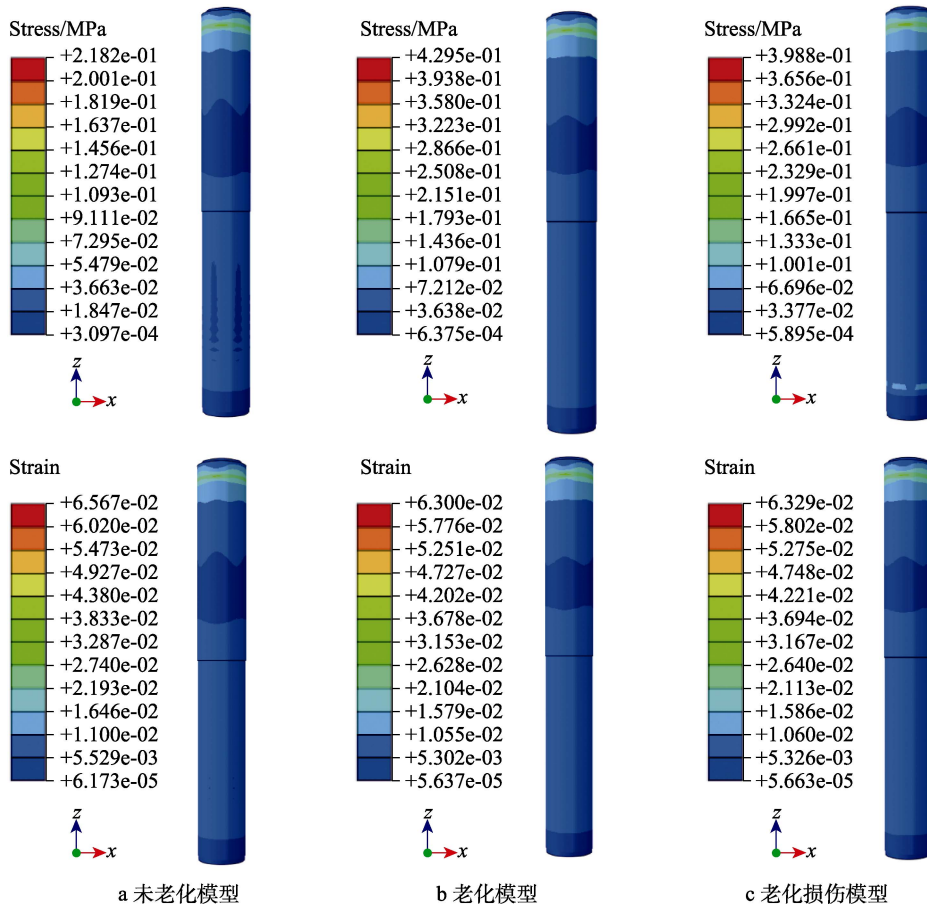 Stress/MPa
+2.182e-01
+2.001e-01
+1.819e-01
+1.637e-01
+1.456e-01
+1.274e-01
+1.093e-01
+9.111e-02
+7.295e-02
+5.479e-02
+3.663e-02
+1.847e-02
+3.097e-04
z
x
Stress/MPa
+4.295e-01
+3.938e-01
+3.580e-01
+3.223e-01
+2.866e-01
+2.508e-01
+2.151e-01
+1.793e-01
+1.436e-01
+1.079e-01
+7.212e-02
+3.638e-02
+6.375e-04
z
x
Stress/MPa
+3.988e-01
+3.656e-01
+3.324e-01
+2.992e-01
+2.661e-01
+2.329e-01
+1.997e-01
+1.665e-01
+1.333e-01
+1.001e-01
+6.696e-02
+3.377e-02
+5.895e-04
z
x
Strain
+6.567e-02
+6.020e-02
+5.473e-02
+4.927e-02
+4.380e-02
+3.833e-02
+3.287e-02
+2.740e-02
+2.193e-02
+1.646e-02
+1.100e-02
+5.529e-03
+6.173e-05
z
x
Strain
+6.300e-02
+5.776e-02
+5.251e-02
+4.727e-02
+4.202e-02
+3.678e-02
+3.153e-02
+2.628e-02
+2.104e-02
+1.579e-02
+1.055e-02
+5.302e-03
+5.637e-05
z
x
Strain
+6.329e-02
+5.802e-02
+5.275e-02
+4.748e-02
+4.221e-02
+3.694e-02
+3.167e-02
+2.640e-02
+2.113e-02
+1.586e-02
+1.060e-02
+5.326e-03
+5.663e-05
z
x
a 未老化模型
b 老化模型
c 老化损伤模型